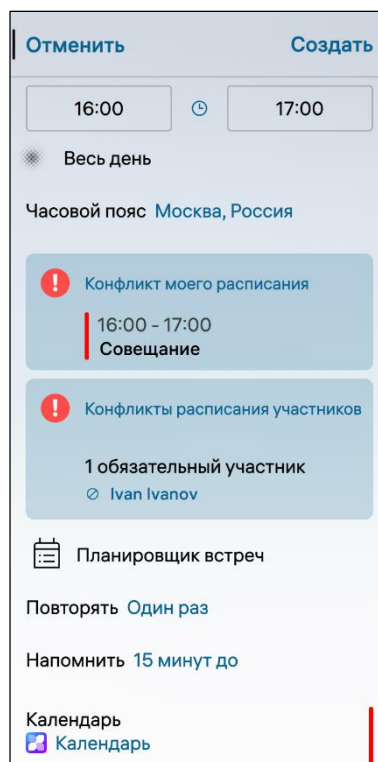 Отменить Создать
16:00 17:00
Весь день
Часовой пояс Москва, Россия
Конфликт моего расписания
16:00 - 17:00
Совещание
Конфликты расписания участников
1 обязательный участник
Ivan Ivanov
Планировщик встреч
Повторять Один раз
Напомнить 15 минут до
Календарь
Календарь